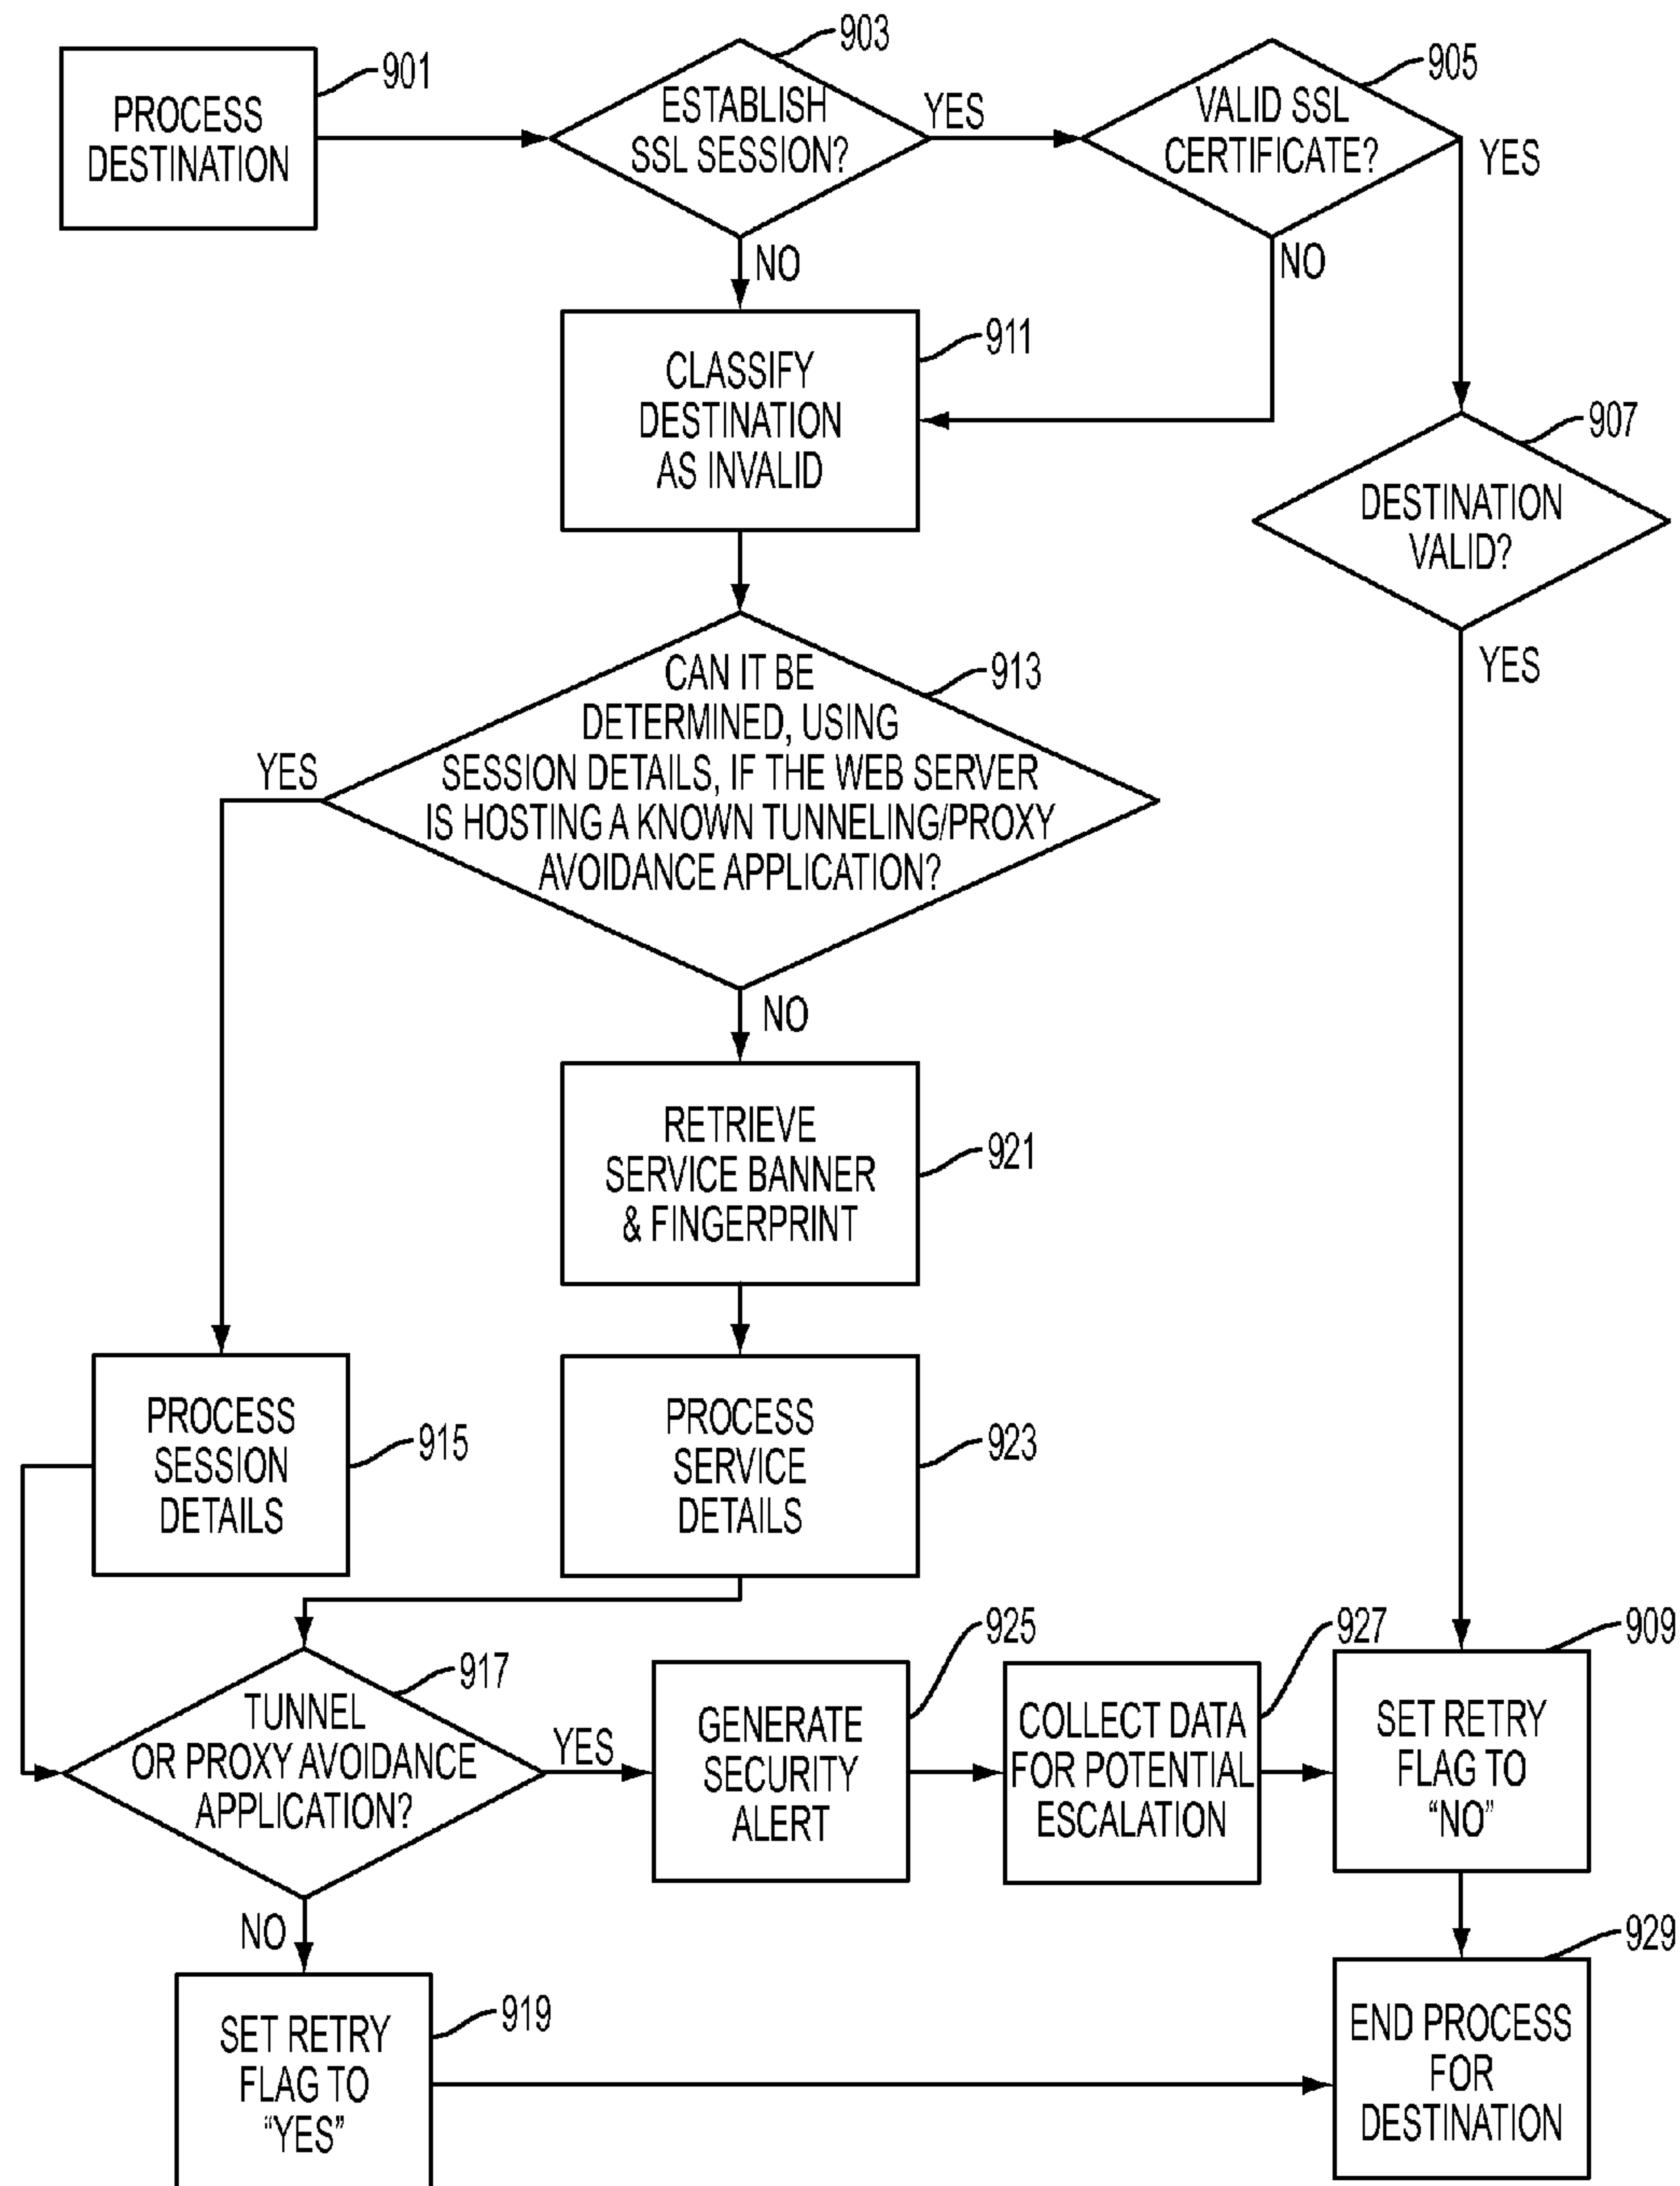 903
901
905
PROCESS
DESTINATION
ESTABLISH
SSL SESSION?
YES
VALID SSL
CERTIFICATE?
YES
NO
NO
911
CLASSIFY
DESTINATION
AS INVALID
907
DESTINATION
VALID?
YES
913
CAN IT BE
DETERMINED, USING
SESSION DETAILS, IF THE WEB SERVER
IS HOSTING A KNOWN TUNNELING/PROXY
AVOIDANCE APPLICATION?
YES
NO
921
RETRIEVE
SERVICE BANNER
& FINGERPRINT
915
PROCESS
SESSION
DETAILS
923
PROCESS
SERVICE
DETAILS
917
TUNNEL
OR PROXY AVOIDANCE
APPLICATION?
YES
925
GENERATE
SECURITY
ALERT
927
COLLECT DATA
FOR POTENTIAL
ESCALATION
909
SET RETRY
FLAG TO
"NO"
NO
919
SET RETRY
FLAG TO
"YES"
929
END PROCESS
FOR
DESTINATION